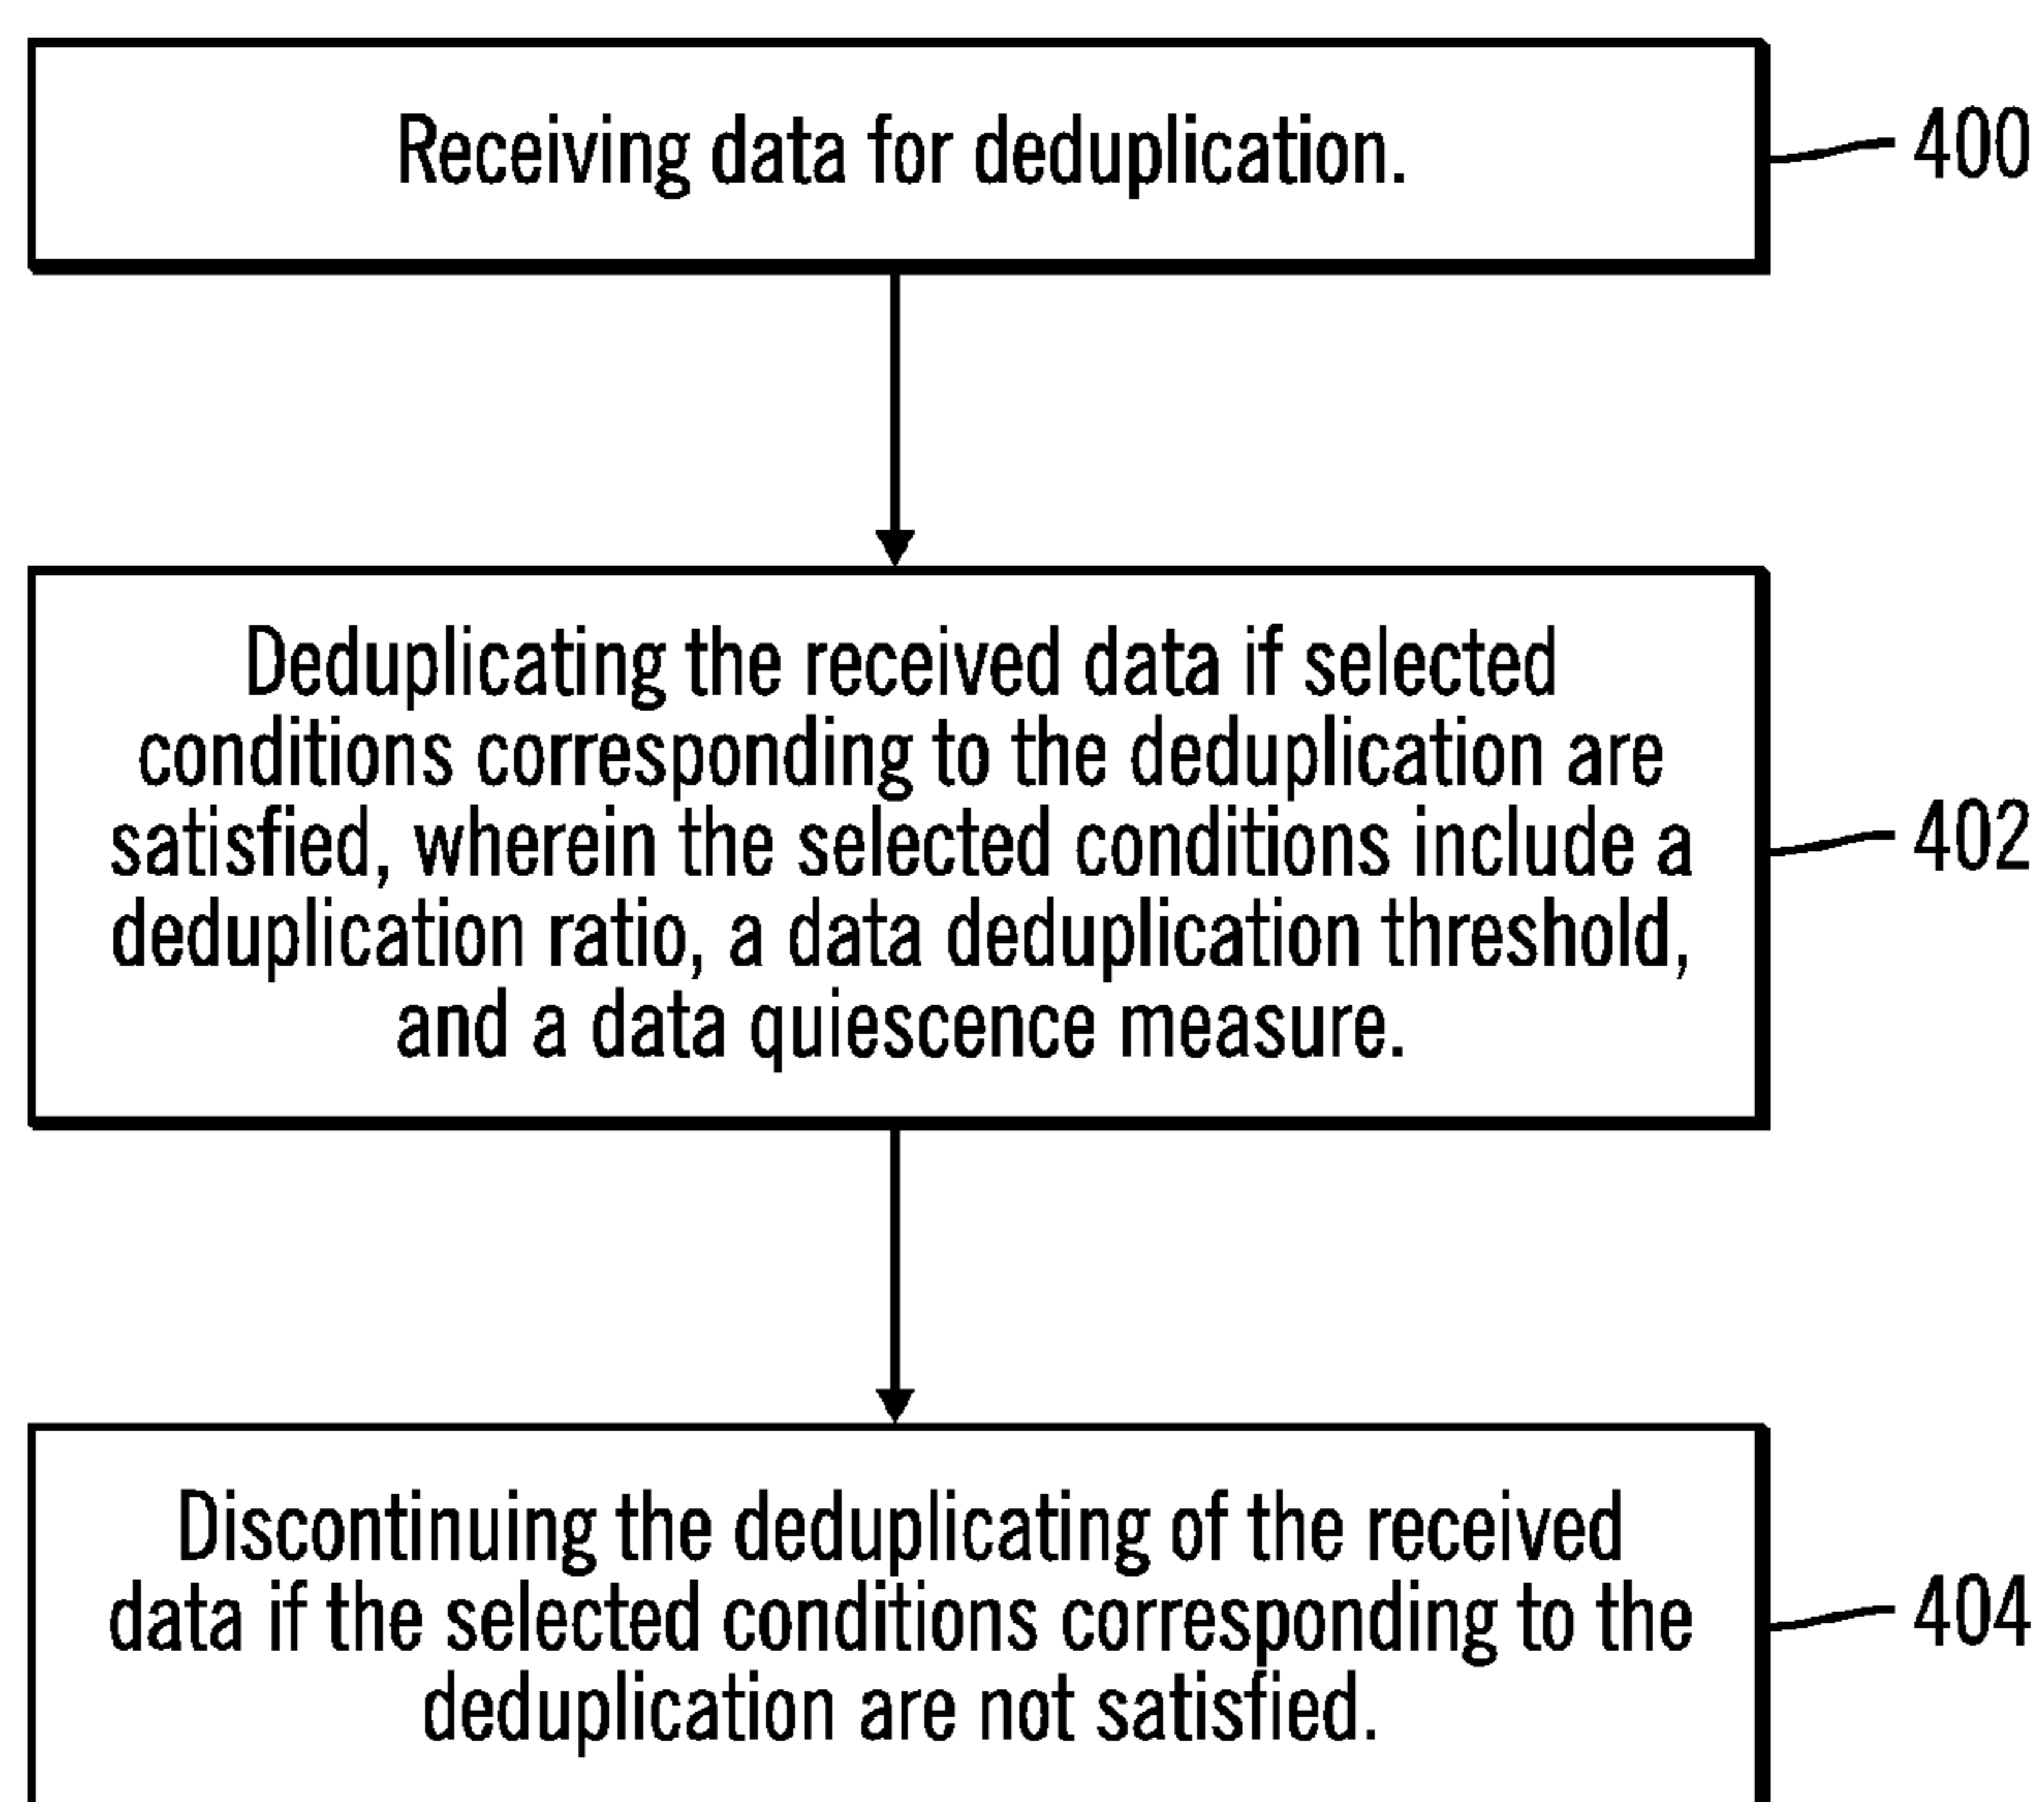 Receiving data for deduplication.
400
Deduplicating the received data if selected
conditions corresponding to the deduplication are
satisfied, wherein the selected conditions include a
deduplication ratio, a data deduplication threshold,
and a data quiescence measure.
402
Discontinuing the deduplicating of the received
data if the selected conditions corresponding to the
deduplication are not satisfied.
404